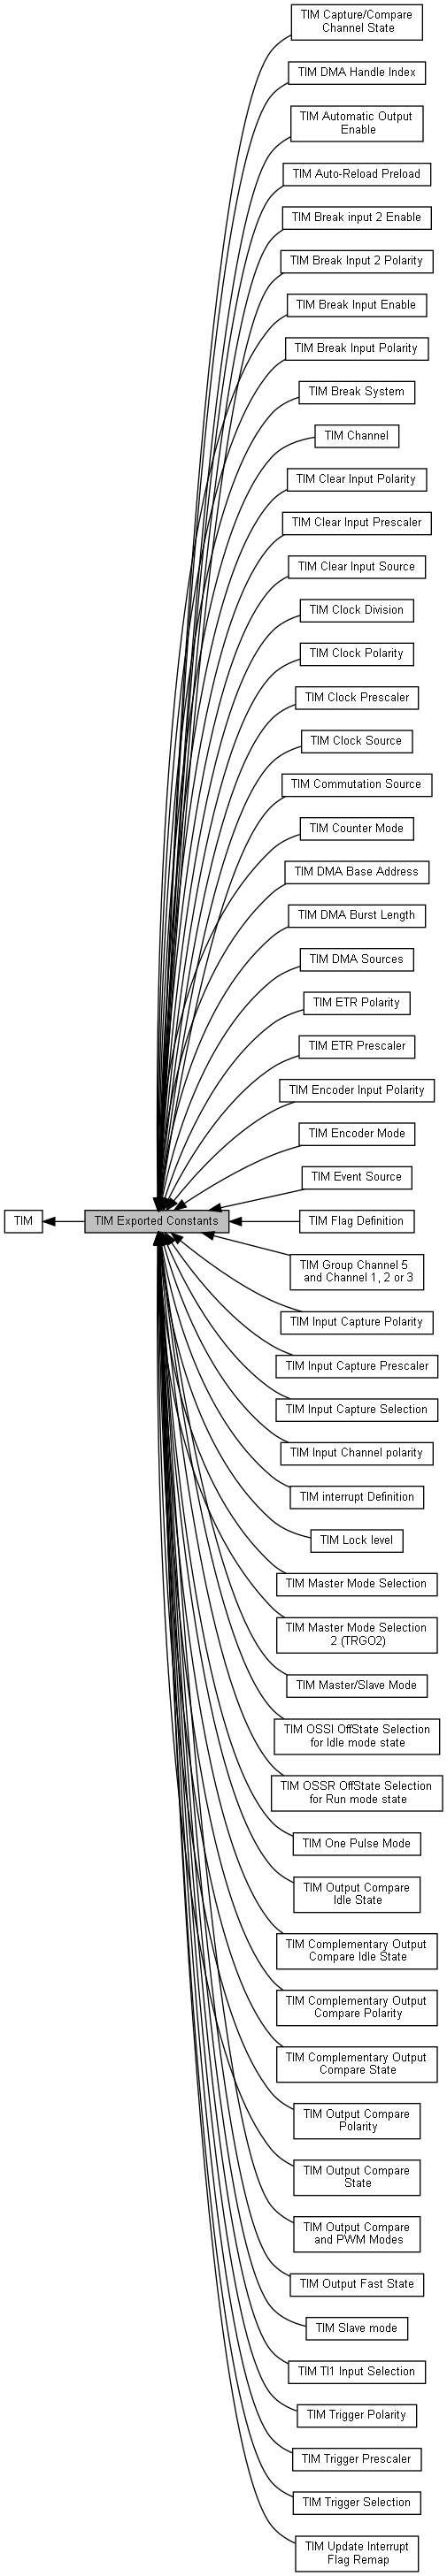 TIM Capture/Compare
Channel State
TIM DMA Handle Index
TIM Automatic Output
Enable
TIM Auto-Reload Preload
TIM Break input 2 Enable
TIM Break Input 2 Polarity
TIM Break Input Enable
TIM Break Input Polarity
TIM Break System
TIM Channel
TIM Clear Input Polarity
TIM Clear Input Prescaler
TIM Clear Input Source
TIM Clock Division
TIM Clock Polarity
TIM Clock Prescaler
TIM Clock Source
TIM Commutation Source
TIM Counter Mode
TIM DMA Base Address
TIM DMA Burst Length
TIM DMA Sources
TIM ETR Polarity
TIM ETR Prescaler
TIM Encoder Input Polarity
TIM Encoder Mode
TIM Event Source
TIM
TIM Exported Constants
TIM Flag Definition
TIM Group Channel 5
and Channel 1, 2 or 3
TIM Input Capture Polarity
TIM Input Capture Prescaler
TIM Input Capture Selection
TIM Input Channel polarity
TIM interrupt Definition
TIM Lock level
TIM Master Mode Selection
TIM Master Mode Selection
2 (TRGO2)
TIM Master/Slave Mode
TIM OSSI OffState Selection
for Idle mode state
TIM OSSR OffState Selection
for Run mode state
TIM One Pulse Mode
TIM Output Compare
Idle State
TIM Complementary Output
Compare Idle State
TIM Complementary Output
Compare Polarity
TIM Complementary Output
Compare State
TIM Output Compare
Polarity
TIM Output Compare
State
TIM Output Compare
and PWM Modes
TIM Output Fast State
TIM Slave mode
TIM TI1 Input Selection
TIM Trigger Polarity
TIM Trigger Prescaler
TIM Trigger Selection
TIM Update Interrupt
Flag Remap